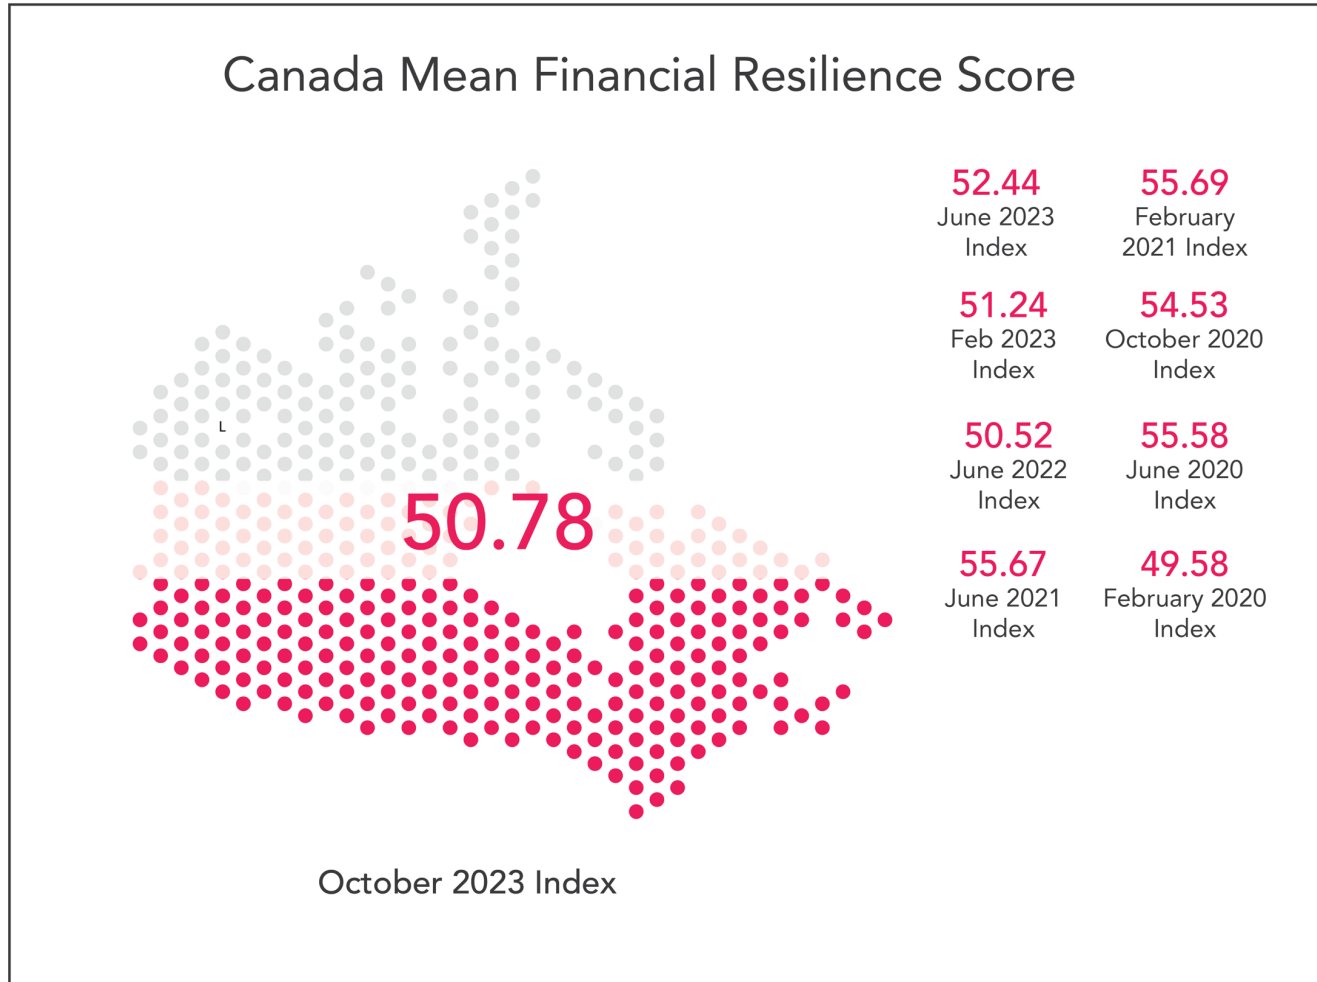 Canada Mean Financial Resilience Score
52.44
June 2023
Index
55.69
February
2021 Index
51.24
Feb 2023
Index
54.53
October 2020
Index
L
50.52
June 2022
Index
55.58
June 2020
Index
50.78
55.67
June 2021
Index
49.58
February 2020
Index
October 2023 Index